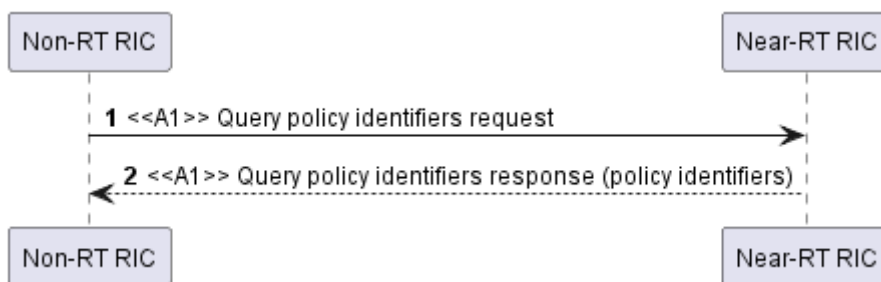 Non-RT RIC
Near-RT RIC
1 <<A1>> Query policy identifiers request
2 <<A1>> Query policy identifiers response (policy identifiers)
Non-RT RIC
Near-RT RIC